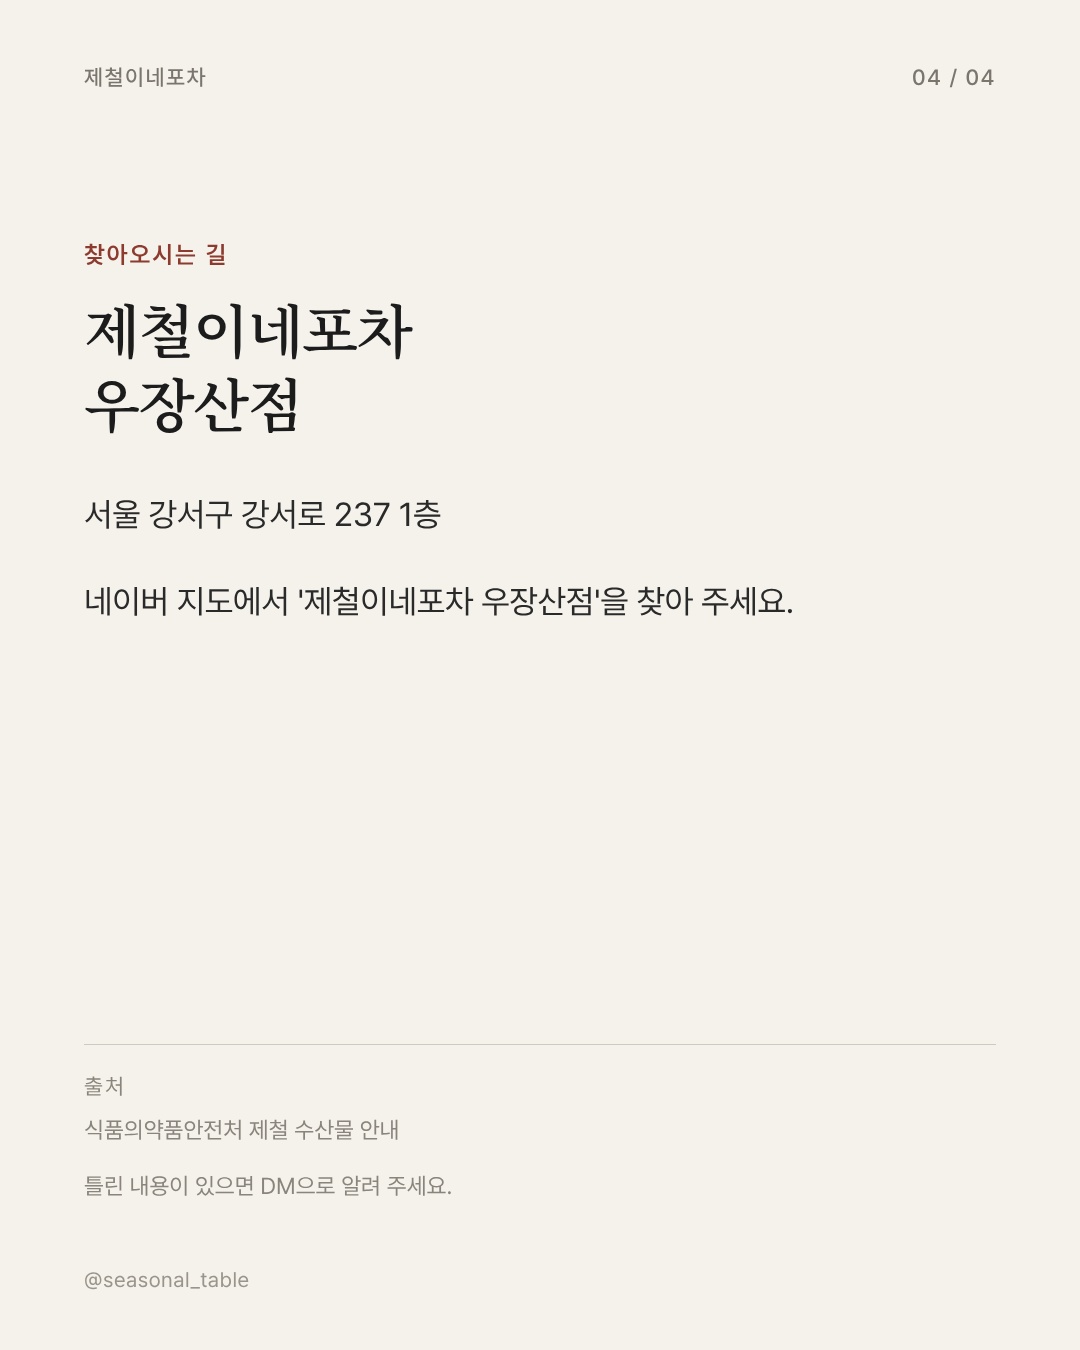 제철이네포차
04 / 04
찾아오시는 길
제철이네포차
우장산점
서울 강서구 강서로 237 1층
네이버 지도에서 '제철이네포차 우장산점'을 찾아 주세요.
출처
식품의약품안전처 제철 수산물 안내
틀린 내용이 있으면 DM으로 알려 주세요.
@seasonal_table